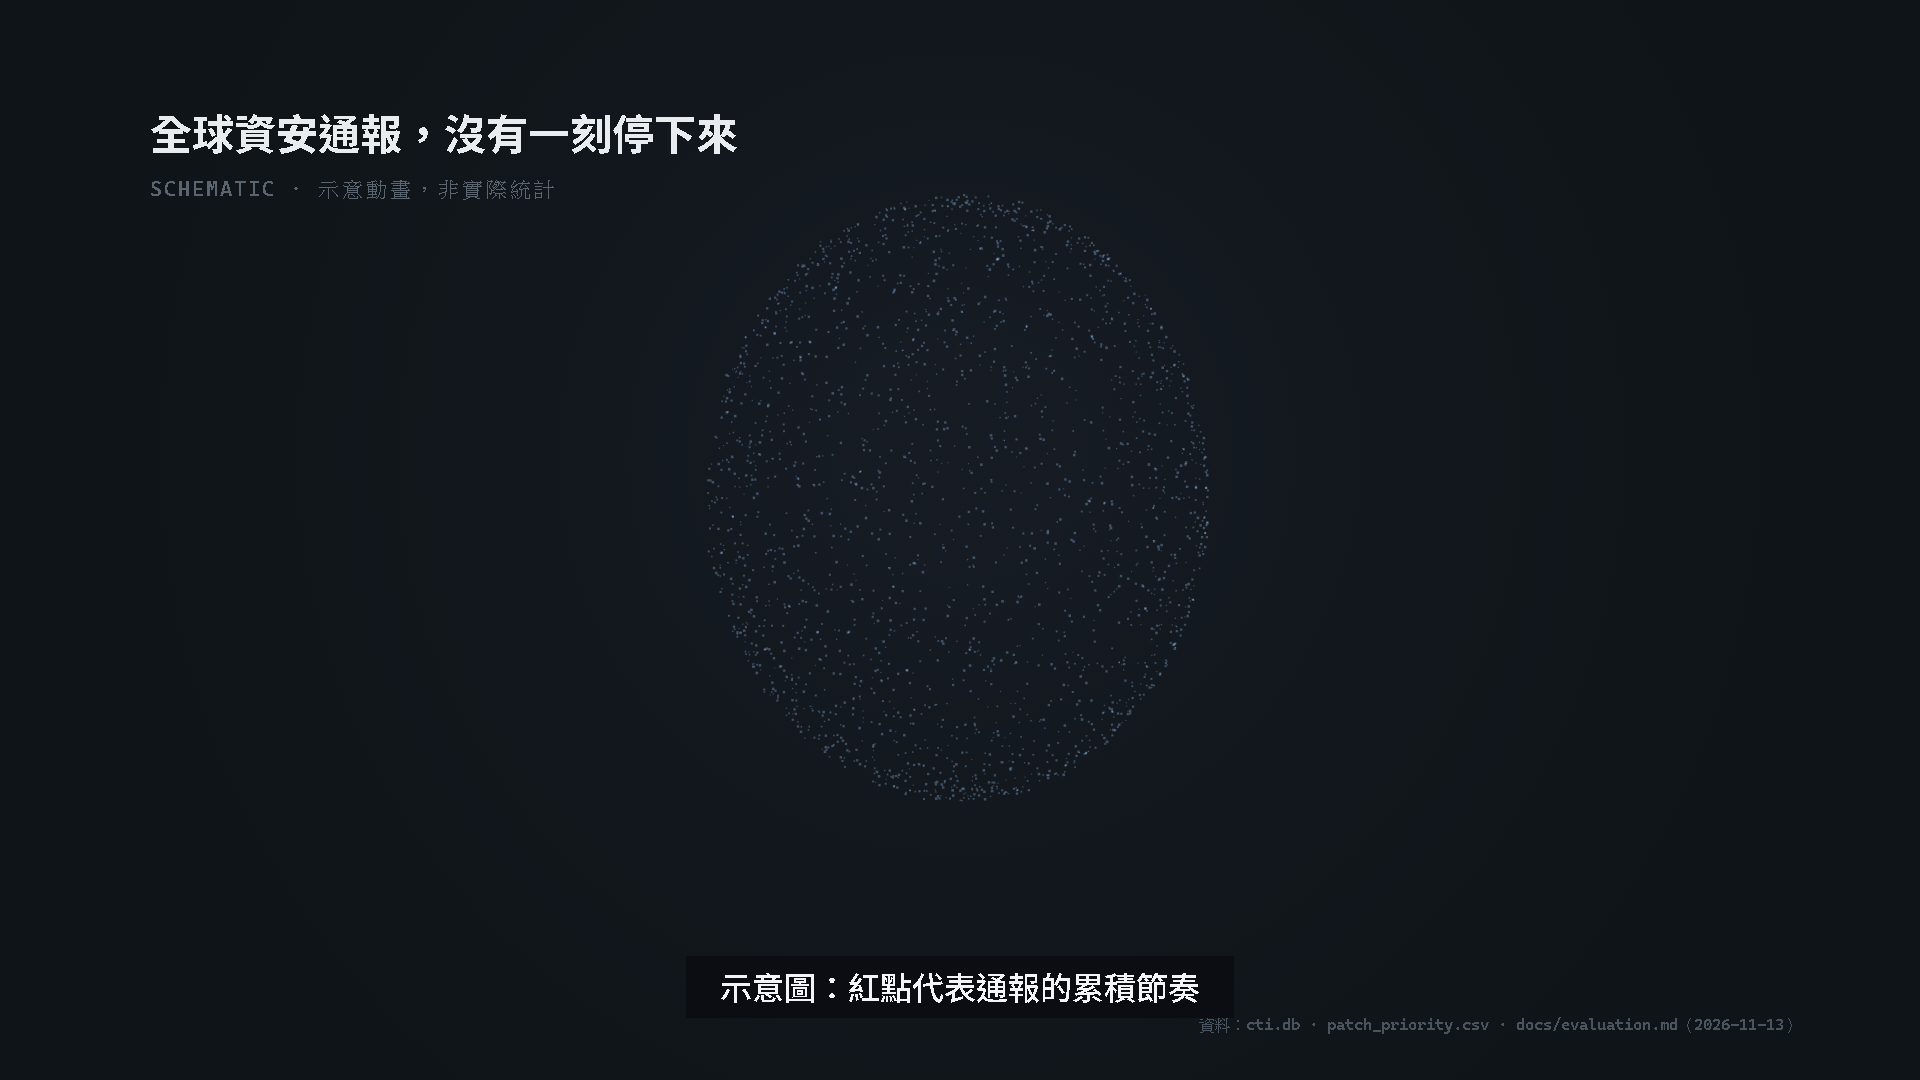 全球資安通報，沒有一刻停下來
SCHEMATIC · 示意動畫，非實際統計
示意圖：紅點代表通報的累積節奏
資料：cti.db · patch_priority.csv · docs/evaluation.md（2026-11-13）